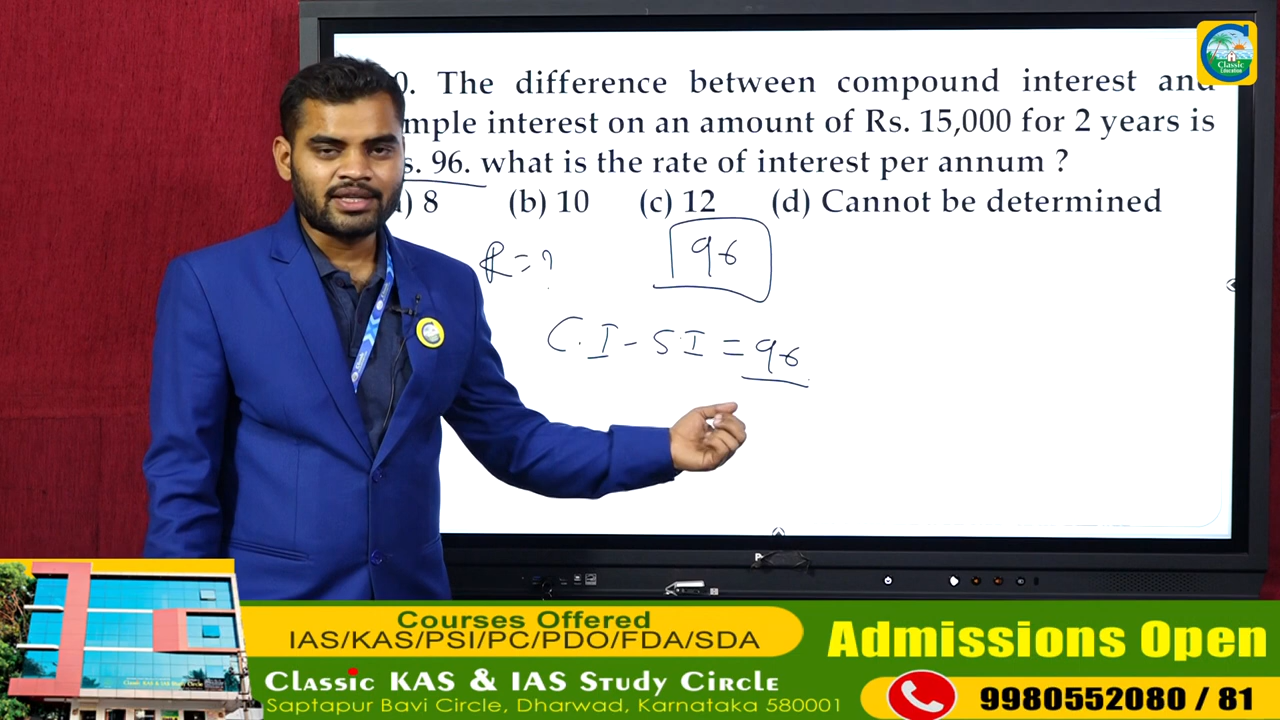 0. The difference between compound interest and
mple interest on an amount of Rs. 15,000 for 2 years is
s. 96. what is the rate of interest per annum ?
) 8 (b) 10 (c) 12 (d) Cannot be determined
R = ? 96
C.I - S.I = 96
Classic
Education
Courses Offered
IAS/KAS/PSI/PC/PDO/FDA/SDA
Admissions Open
Classic KAS & IAS Study Circle
Saptapur Bavi Circle, Dharwad, Karnataka 580001
9980552080 / 81